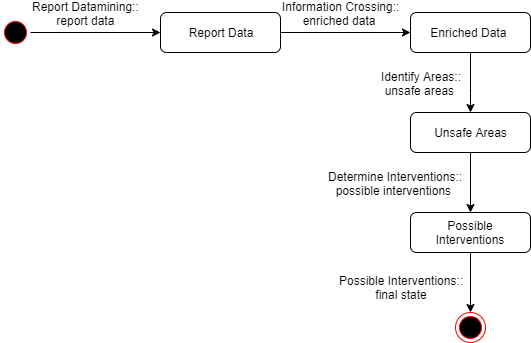 Report Datamining::
report data
Information Crossing::
enriched data
Report Data
Enriched Data
Identify Areas::
unsafe areas
Unsafe Areas
Determine Interventions::
possible interventions
Possible
Interventions
Possible Interventions::
final state